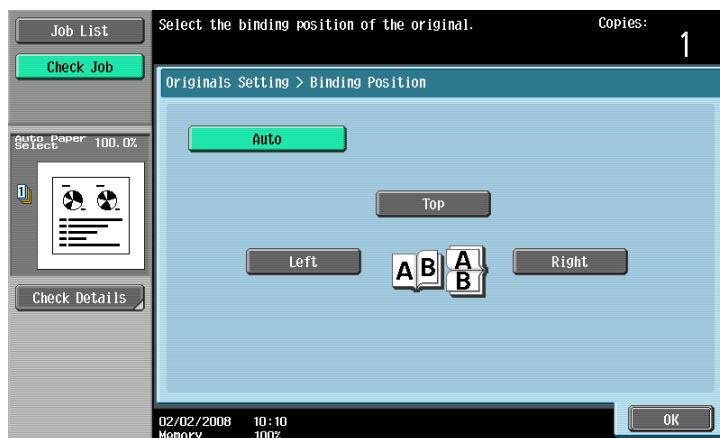 Job List
Check Job
Select the binding position of the original.
Copies:
1
Originals Setting > Binding Position
Auto Paper
Select
100.0%
1
Check Details
Auto
Top
Left
A B
A
B
Right
02/02/2008 10:10
Memory 100%
OK